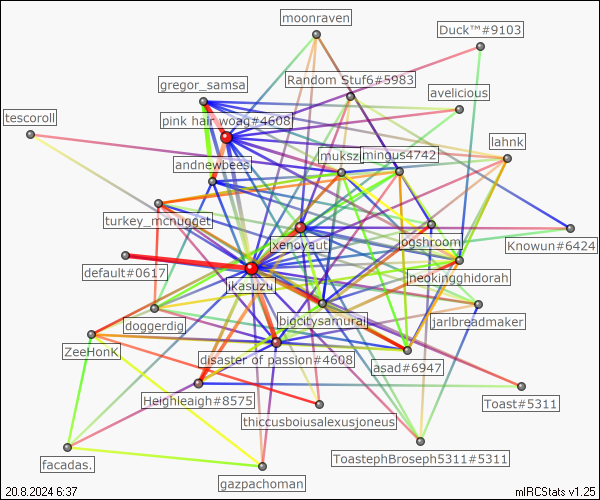 moonraven
Duck™#9103
gregor_samsa
Random Stuf6#5983
avelicious
tescoroll
pink hair woag#4608
lahnk
muksz
mingus4742
andnewbees
turkey_mcnugget
xenoyaut
ogshroom
Knowun#6424
default#0617
ikasuzu
neokingghidorah
doggerdig
bigcitysamurai
jarlbreadmaker
ZeeHonK
disaster of passion#4608
asad#6947
Heighleaigh#8575
Toast#5311
thiccusboiusalexusjoneus
facadas.
ToastephBroseph5311#5311
gazpachoman
20.8.2024 6:37
mIRCStats v1.25